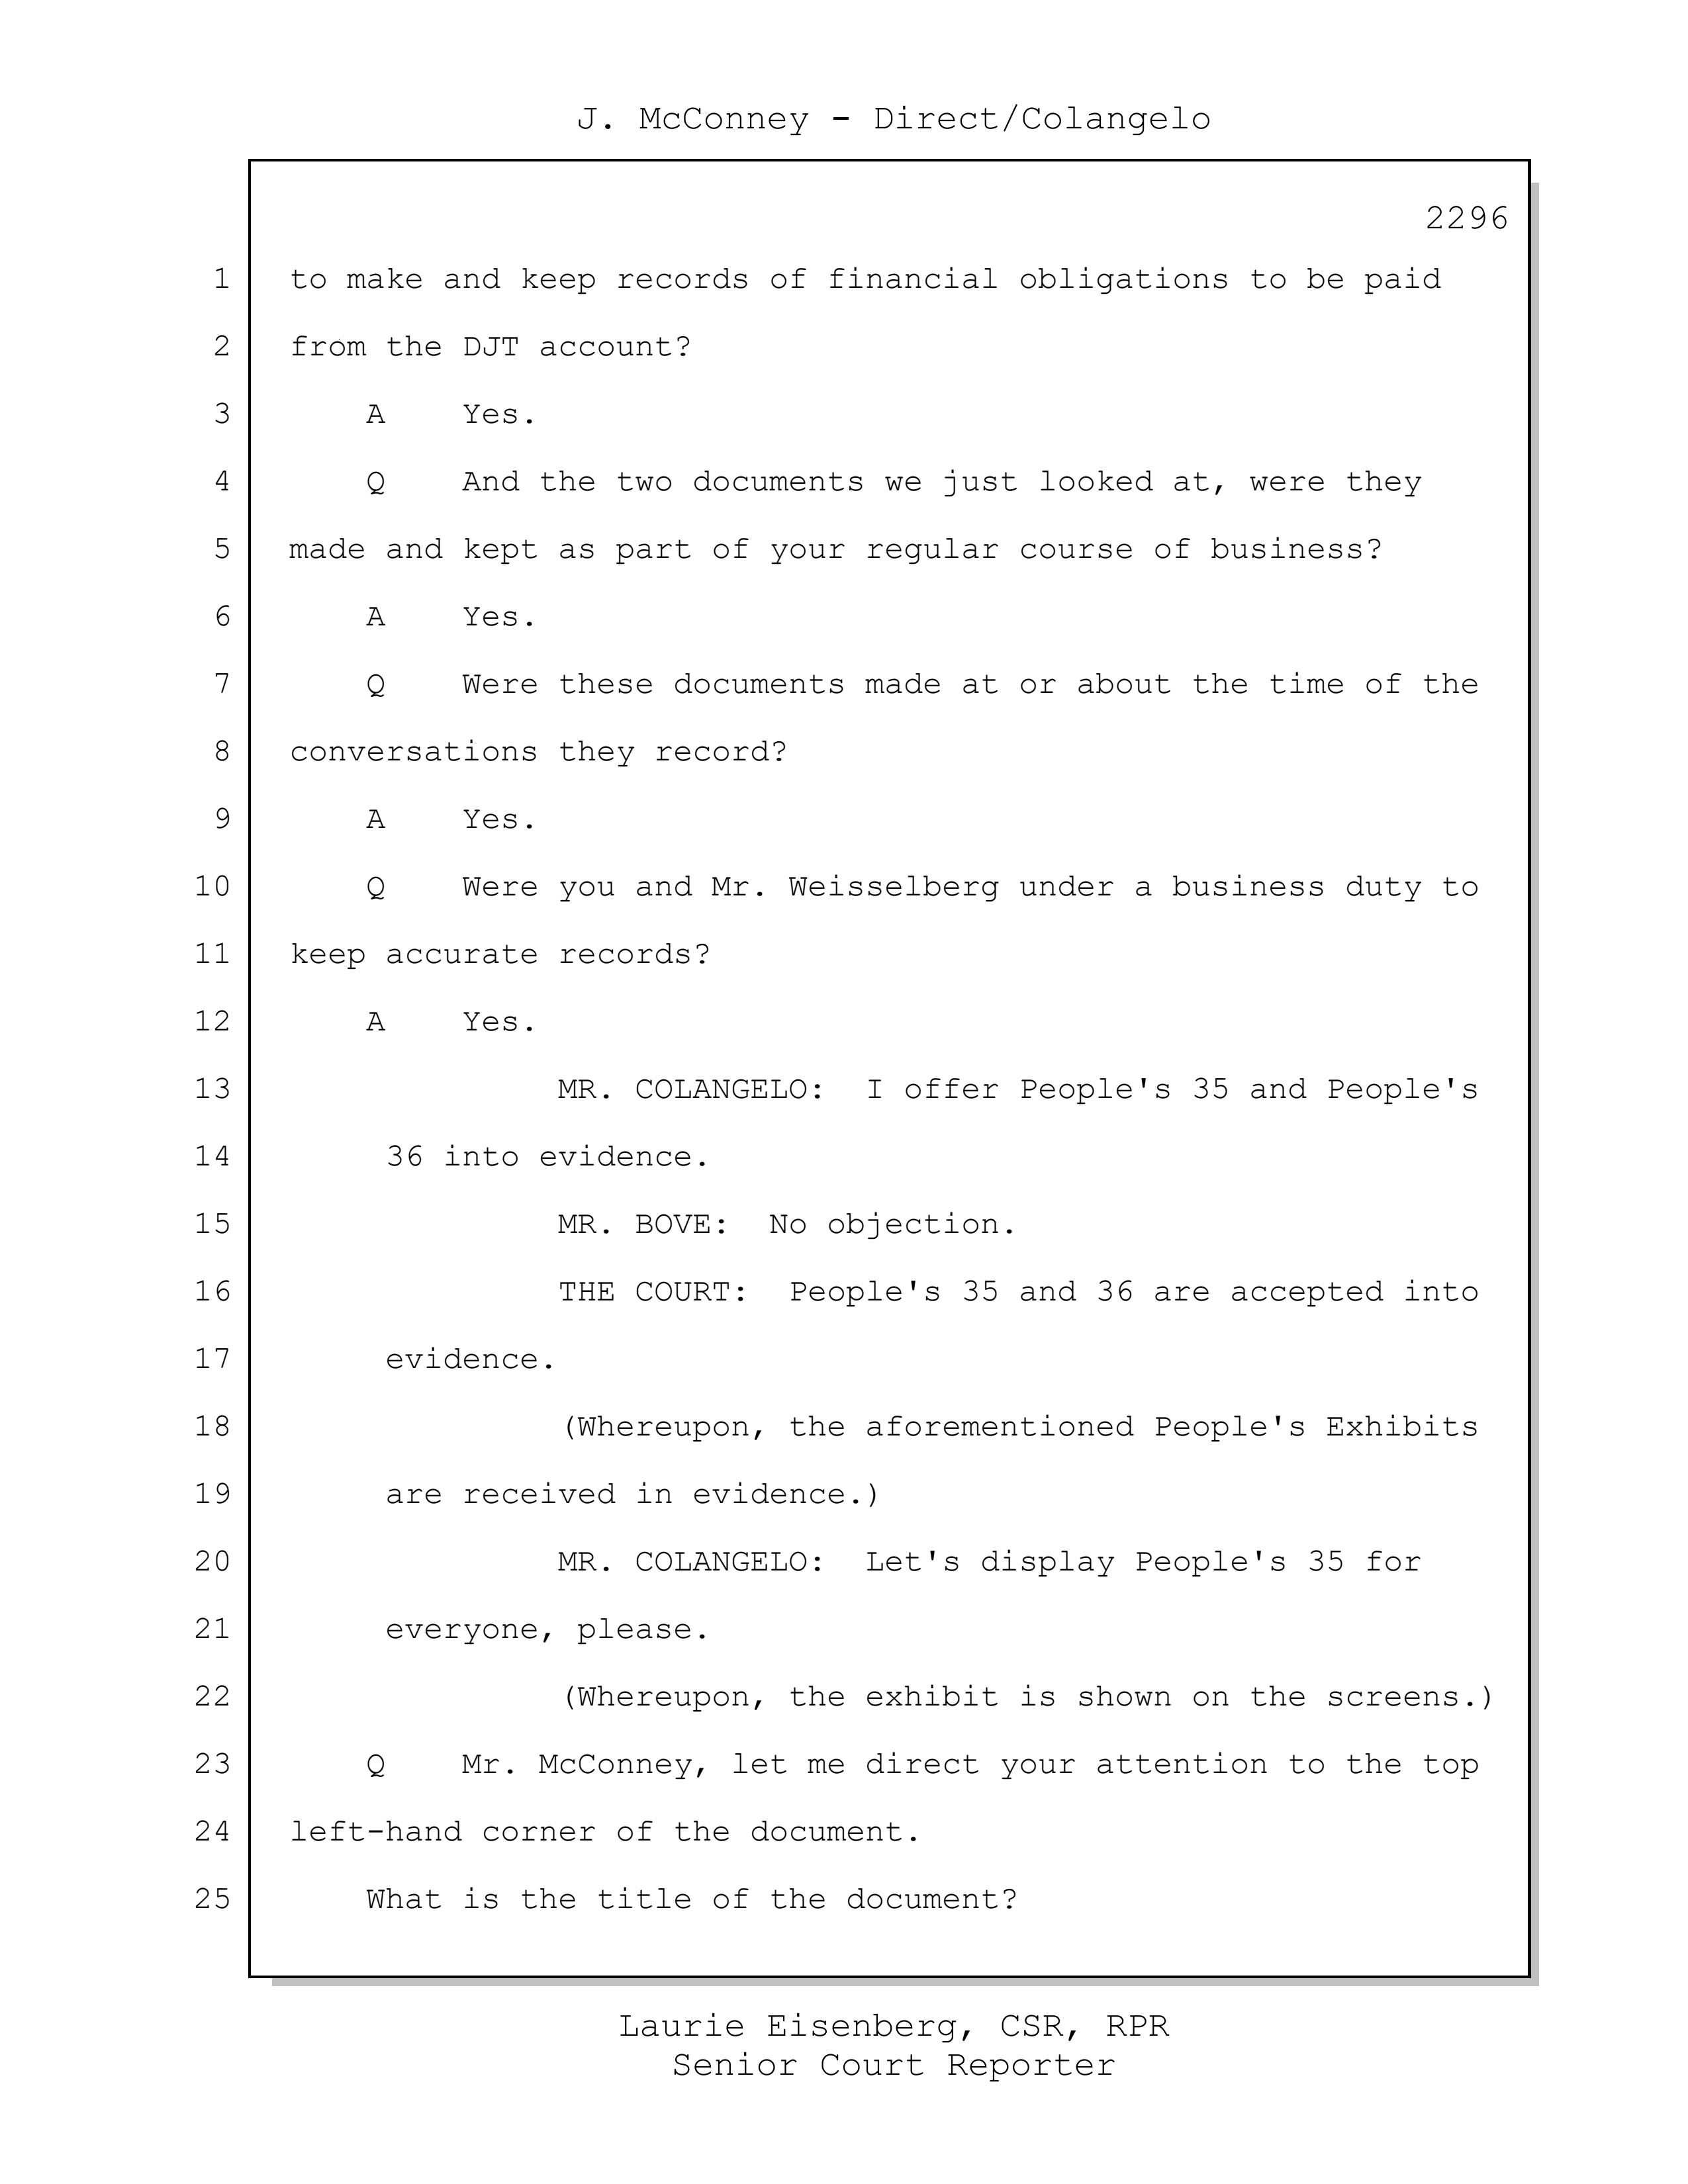 J. McConney - Direct/Colangelo
2296
1 to make and keep records of financial obligations to be paid
2 from the DJT account?
3 A Yes.
4 Q And the two documents we just looked at, were they
5 made and kept as part of your regular course of business?
6 A Yes.
7 Q Were these documents made at or about the time of the
8 conversations they record?
9 A Yes.
10 Q Were you and Mr. Weisselberg under a business duty to
11 keep accurate records?
12 A Yes.
13 MR. COLANGELO: I offer People's 35 and People's
14 36 into evidence.
15 MR. BOVE: No objection.
16 THE COURT: People's 35 and 36 are accepted into
17 evidence.
18 (Whereupon, the aforementioned People's Exhibits
19 are received in evidence.)
20 MR. COLANGELO: Let's display People's 35 for
21 everyone, please.
22 (Whereupon, the exhibit is shown on the screens.)
23 Q Mr. McConney, let me direct your attention to the top
24 left-hand corner of the document.
25 What is the title of the document?
Laurie Eisenberg, CSR, RPR
Senior Court Reporter